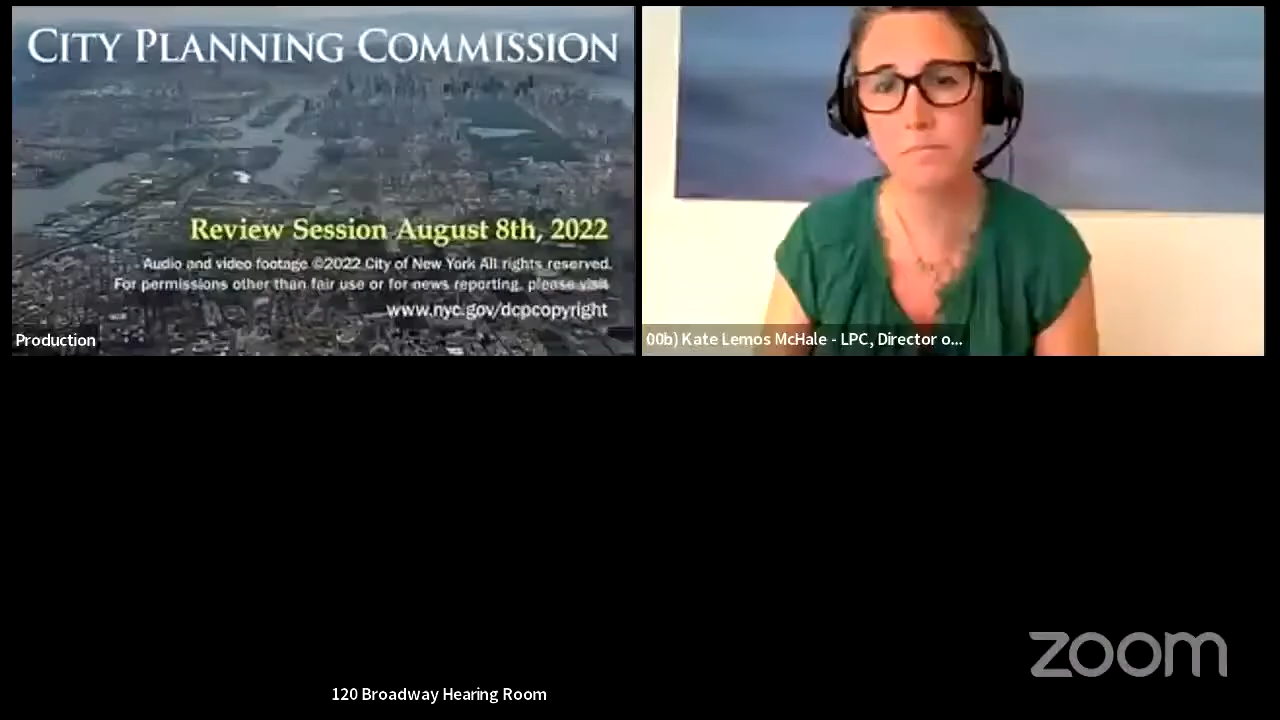 CITY PLANNING COMMISSION
Review Session August 8th, 2022
Audio and video footage ©2022 City of New York All rights reserved.
For permissions other than fair use or for news reporting, please visit
www.nyc.gov/dcpcopyright
Production
00b) Kate Lemos McHale - LPC, Director o...
120 Broadway Hearing Room
zoom